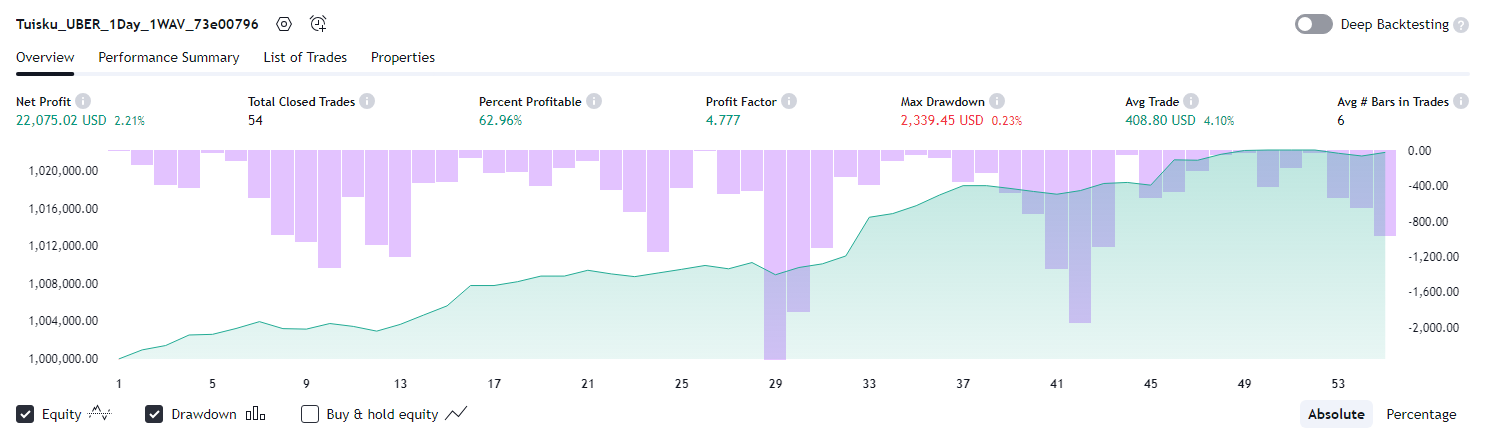 Tuisku_UBER_1Day_1WAV_73e00796 Deep Backtesting ?
Overview Performance Summary List of Trades Properties
Net Profit Total Closed Trades Percent Profitable Profit Factor Max Drawdown Avg Trade Avg # Bars in Trades
22,075.02 USD 2.21% 54 62.96% 4.777 2,339.45 USD 0.23% 408.80 USD 4.10% 6
0.00
1,020,000.00 -400.00
1,016,000.00 -800.00
1,012,000.00 -1,200.00
1,008,000.00 -1,600.00
1,004,000.00 -2,000.00
1,000,000.00
1 5 9 13 17 21 25 29 33 37 41 45 49 53
Equity Drawdown Buy & hold equity Absolute Percentage